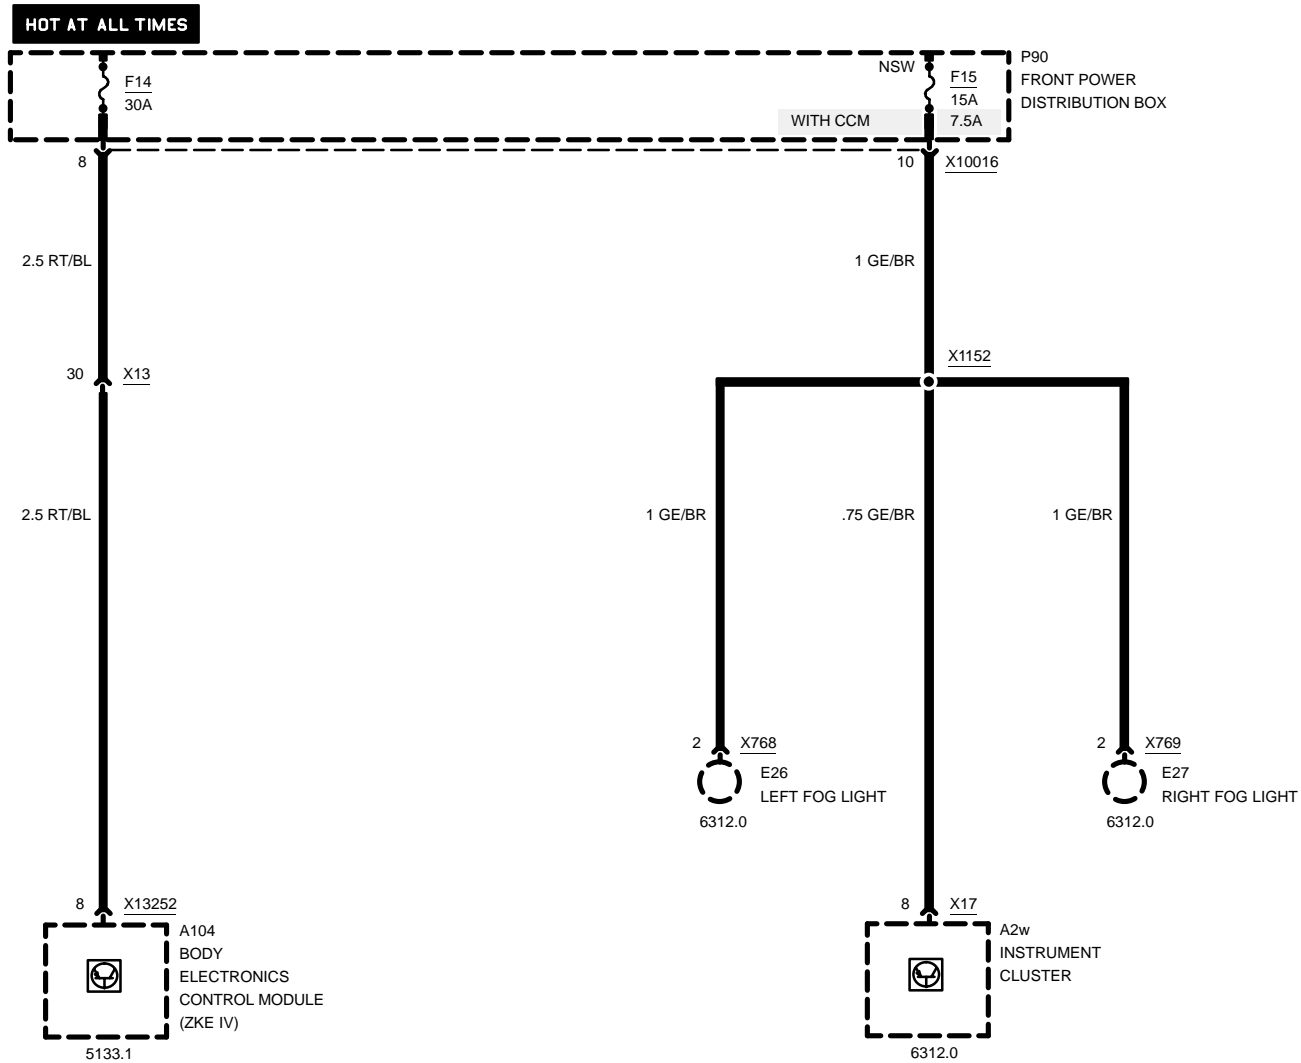 HOT AT ALL TIMES
F14
30A
NSW
F15
15A
WITH CCM
7.5A
P90
FRONT POWER
DISTRIBUTION BOX
8
10
X10016
2.5 RT/BL
1 GE/BR
30
X13
X1152
2.5 RT/BL
1 GE/BR
.75 GE/BR
1 GE/BR
2
X768
E26
LEFT FOG LIGHT
6312.0
2
X769
E27
RIGHT FOG LIGHT
6312.0
8
X13252
A104
BODY
ELECTRONICS
CONTROL MODULE
(ZKE IV)
5133.1
8
X17
A2w
INSTRUMENT
CLUSTER
6312.0